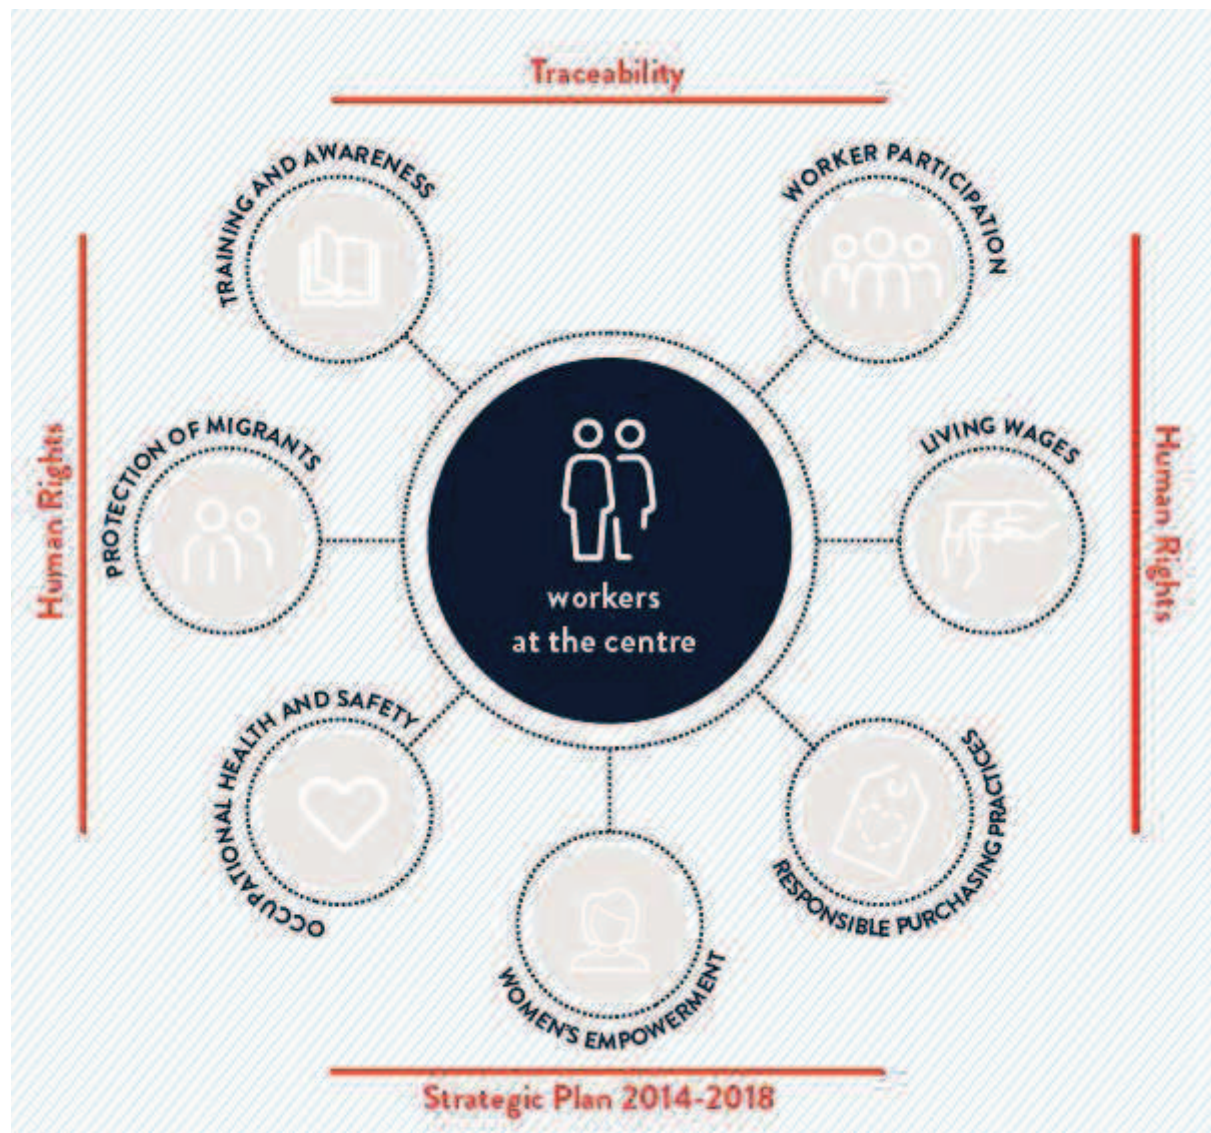 Traceability
TRAINING AND AWARENESS
WORKER PARTICIPATION
Human Rights
PROTECTION OF MIGRANTS
LIVING WAGES
Human Rights
workers
at the centre
OCCUPATIONAL HEALTH AND SAFETY
RESPONSIBLE PURCHASING PRACTICES
WOMEN'S EMPOWERMENT
Strategic Plan 2014-2018